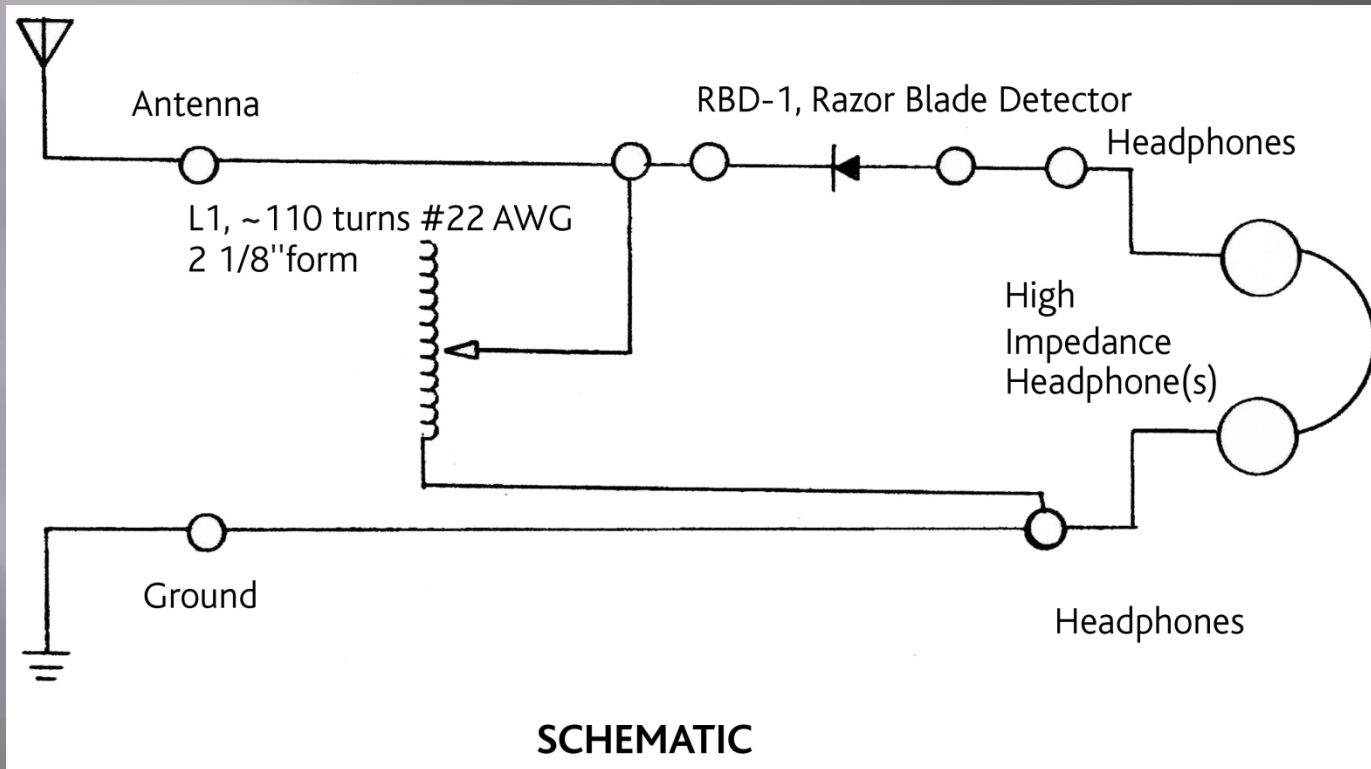 Antenna
RBD-1, Razor Blade Detector
Headphones
L1, ~110 turns #22 AWG
2 1/8"form
High
Impedance
Headphone(s)
Ground
Headphones
SCHEMATIC